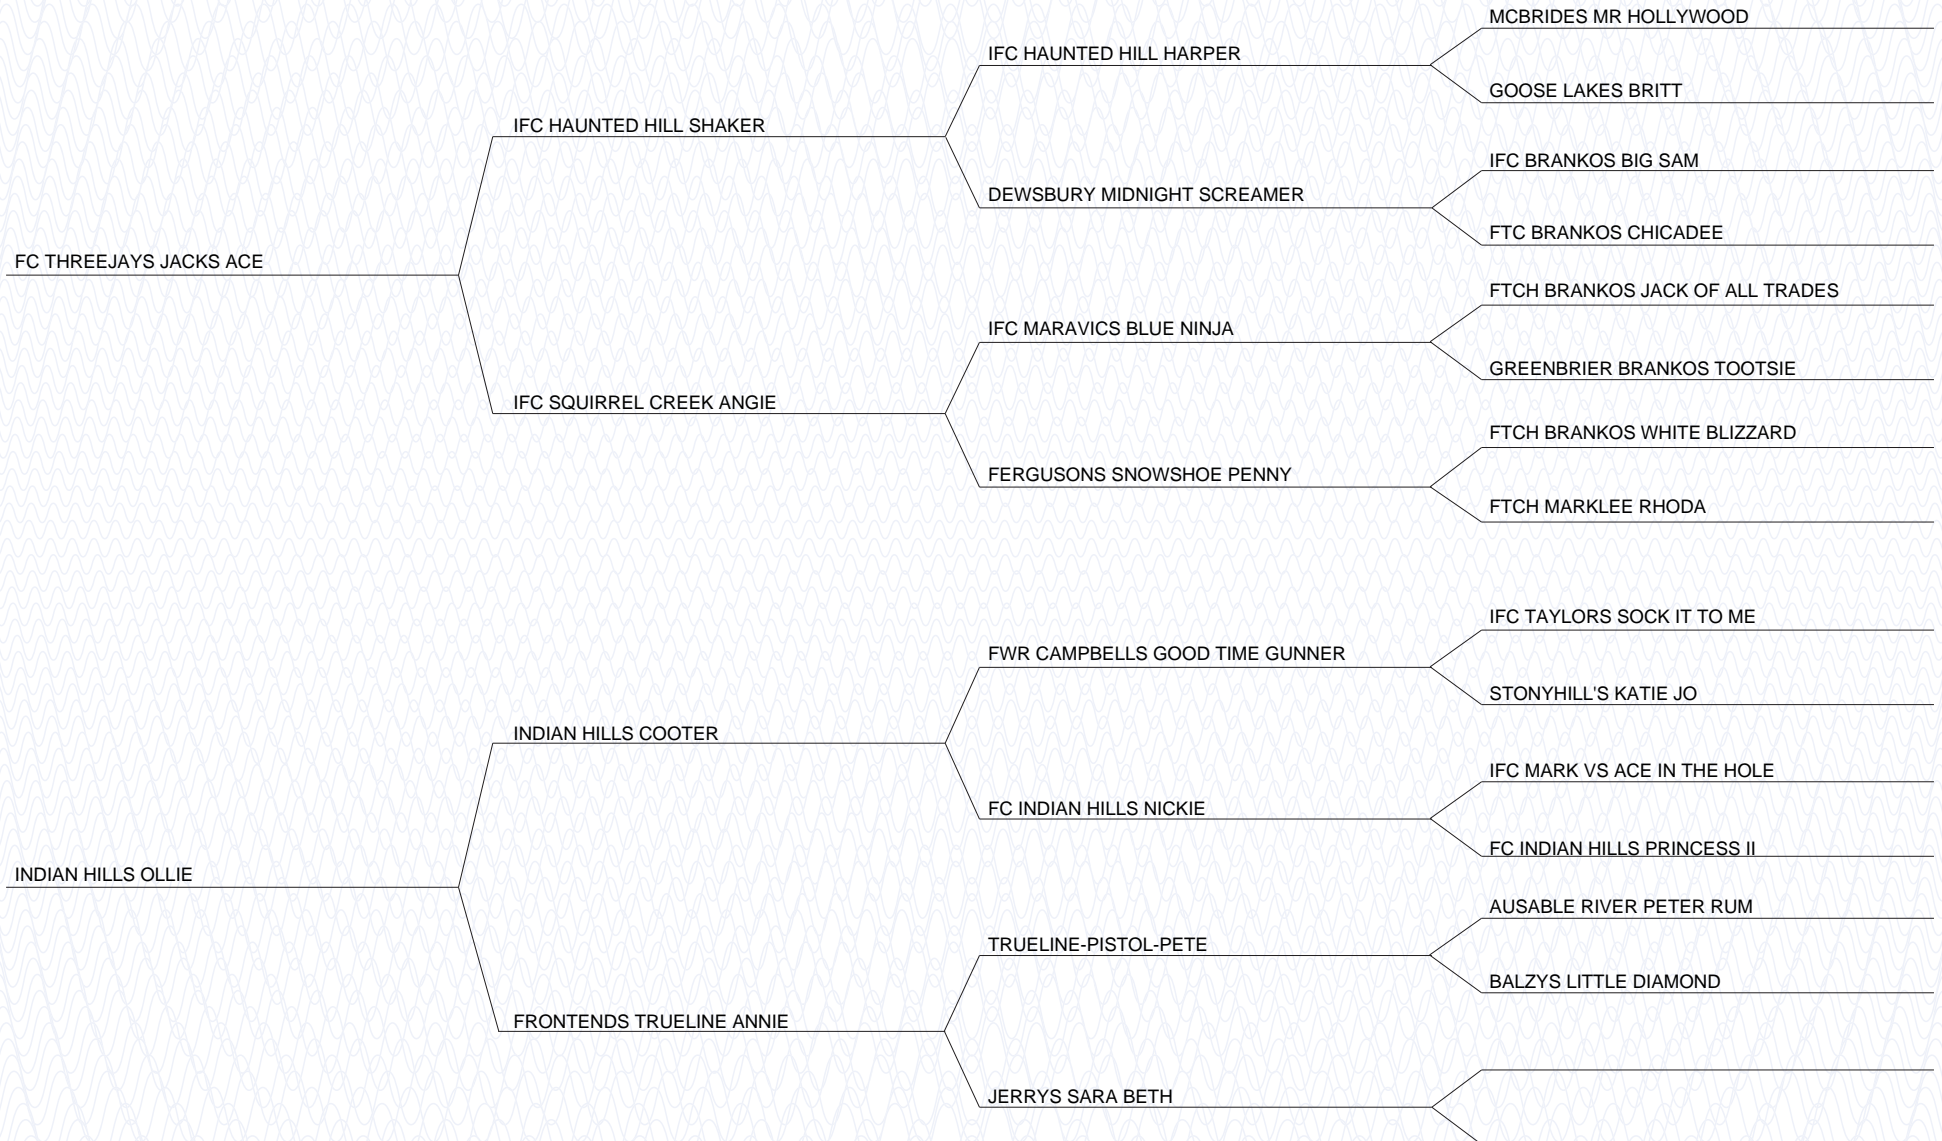 MCBRIDES MR HOLLYWOOD
IFC HAUNTED HILL HARPER
GOOSE LAKES BRITT
IFC HAUNTED HILL SHAKER
IFC BRANKOS BIG SAM
DEWSBURY MIDNIGHT SCREAMER
FTC BRANKOS CHICADEE
FC THREEJAYS JACKS ACE
FTCH BRANKOS JACK OF ALL TRADES
IFC MARAVICS BLUE NINJA
GREENBRIER BRANKOS TOOTSIE
IFC SQUIRREL CREEK ANGIE
FTCH BRANKOS WHITE BLIZZARD
FERGUSONS SNOWSHOE PENNY
FTCH MARKLEE RHODA
IFC TAYLORS SOCK IT TO ME
FWR CAMPBELLS GOOD TIME GUNNER
STONYHILL'S KATIE JO
INDIAN HILLS COOTER
IFC MARK VS ACE IN THE HOLE
FC INDIAN HILLS NICKIE
FC INDIAN HILLS PRINCESS II
INDIAN HILLS OLLIE
AUSABLE RIVER PETER RUM
TRUELINE-PISTOL-PETE
BALZYS LITTLE DIAMOND
FRONTENDS TRUELINE ANNIE
JERRYS SARA BETH